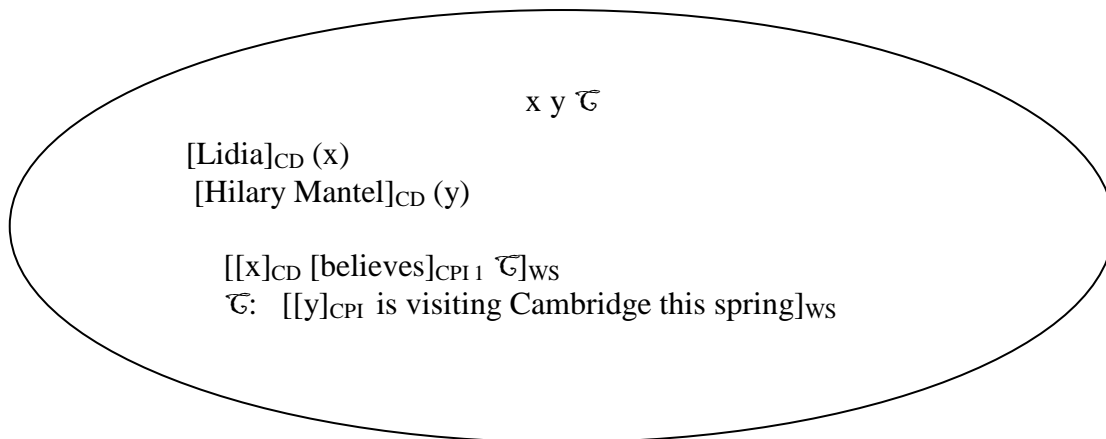 x y 𝒯
[Lidia]CD (x)
[Hilary Mantel]CD (y)
[[x]CD [believes]CPI 1 𝒯]WS
𝒯: [[y]CPI is visiting Cambridge this spring]WS